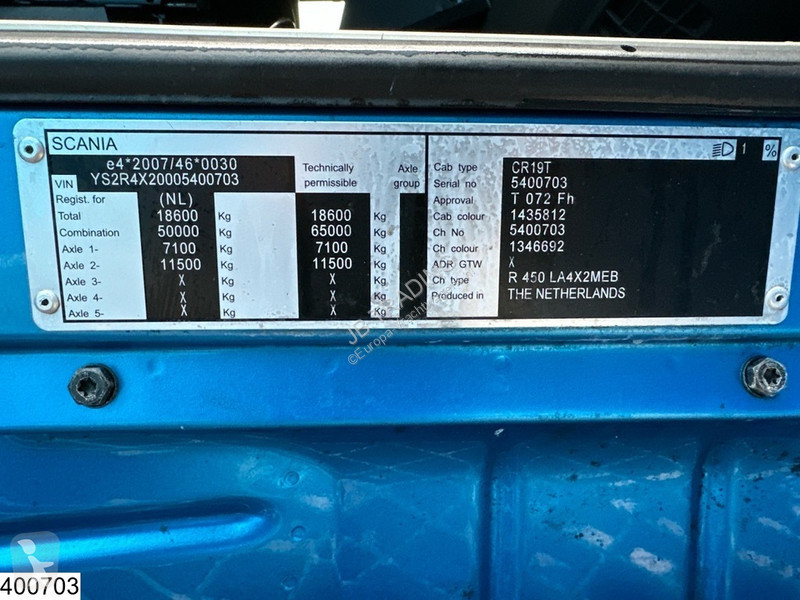 SCANIA
e4*2007/46*0030
VIN YS2R4X20005400703
Technically permissible
Axle group
Regist. for (NL)
Total 18600 Kg 18600 Kg
Combination 50000 Kg 65000 Kg
Axle 1- 7100 Kg 7100 Kg
Axle 2- 11500 Kg 11500 Kg
Axle 3- X Kg X Kg
Axle 4- X Kg X Kg
Axle 5- X Kg X Kg
1 %
Cab type CR19T
Serial no 5400703
Approval T 072 Fh
Cab colour 1435812
Ch No 5400703
Ch colour 1346692
ADR GTW X
Ch type R 450 LA4X2MEB
Produced in THE NETHERLANDS
400703